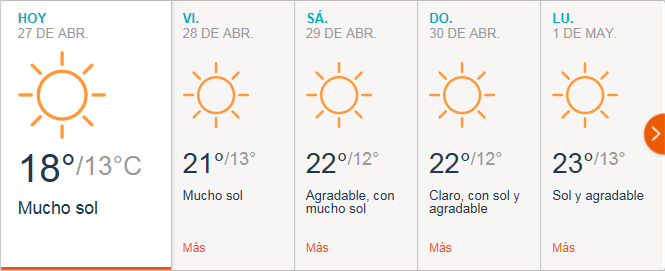 HOY
27 DE ABR.
18°/13°C
Mucho sol
VI.
28 DE ABR.
21°/13°
Mucho sol
Más
SÁ.
29 DE ABR.
22°/12°
Agradable, con
mucho sol
Más
DO.
30 DE ABR.
22°/12°
Claro, con sol y
agradable
Más
LU.
1 DE MAY.
23°/13°
Sol y agradable
Más